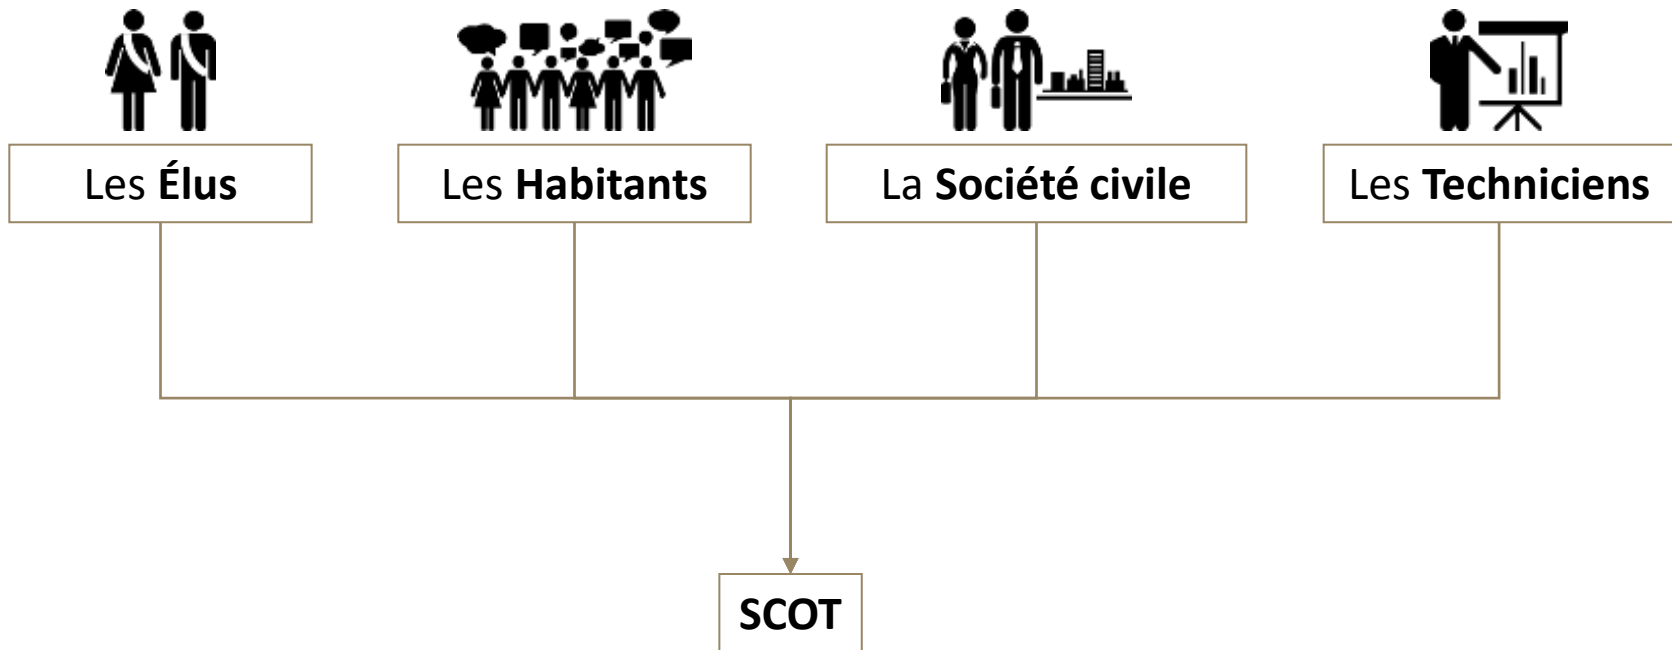 Les Élus
Les Habitants
La Société civile
Les Techniciens
SCOT